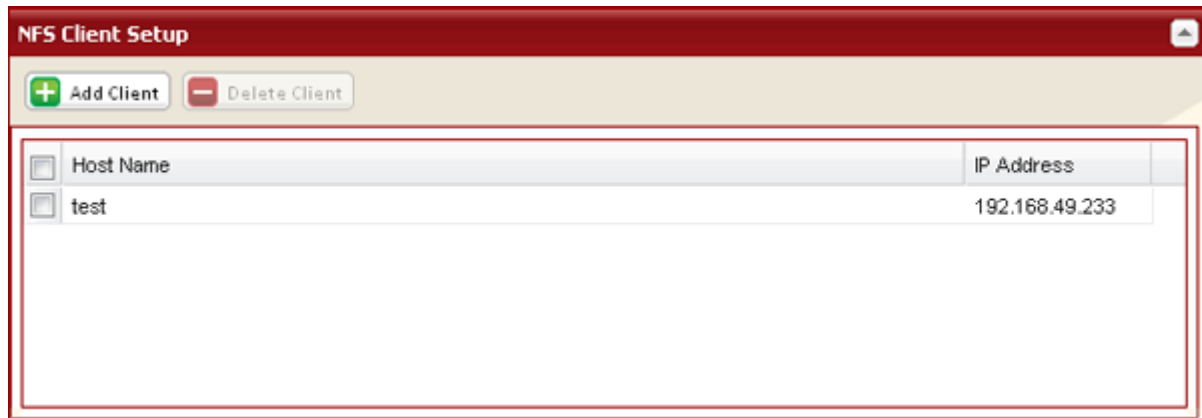 NFS Client Setup
Add Client Delete Client
Host Name IP Address
test 192.168.49.233